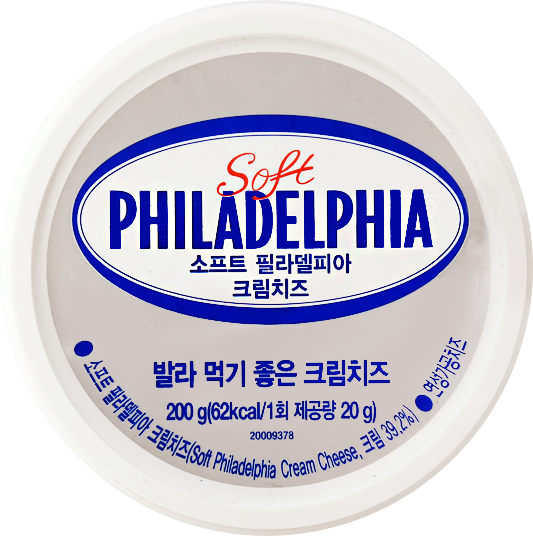 Soft
PHILADELPHIA
소프트 필라델피아
크림치즈
발라 먹기 좋은 크림치즈
200 g(62kcal/1회 제공량 20 g)
20009378
● 소프트 필라델피아 크림치즈(Soft Philadelphia Cream Cheese, 크림 39.2%) ● 연성가공치즈